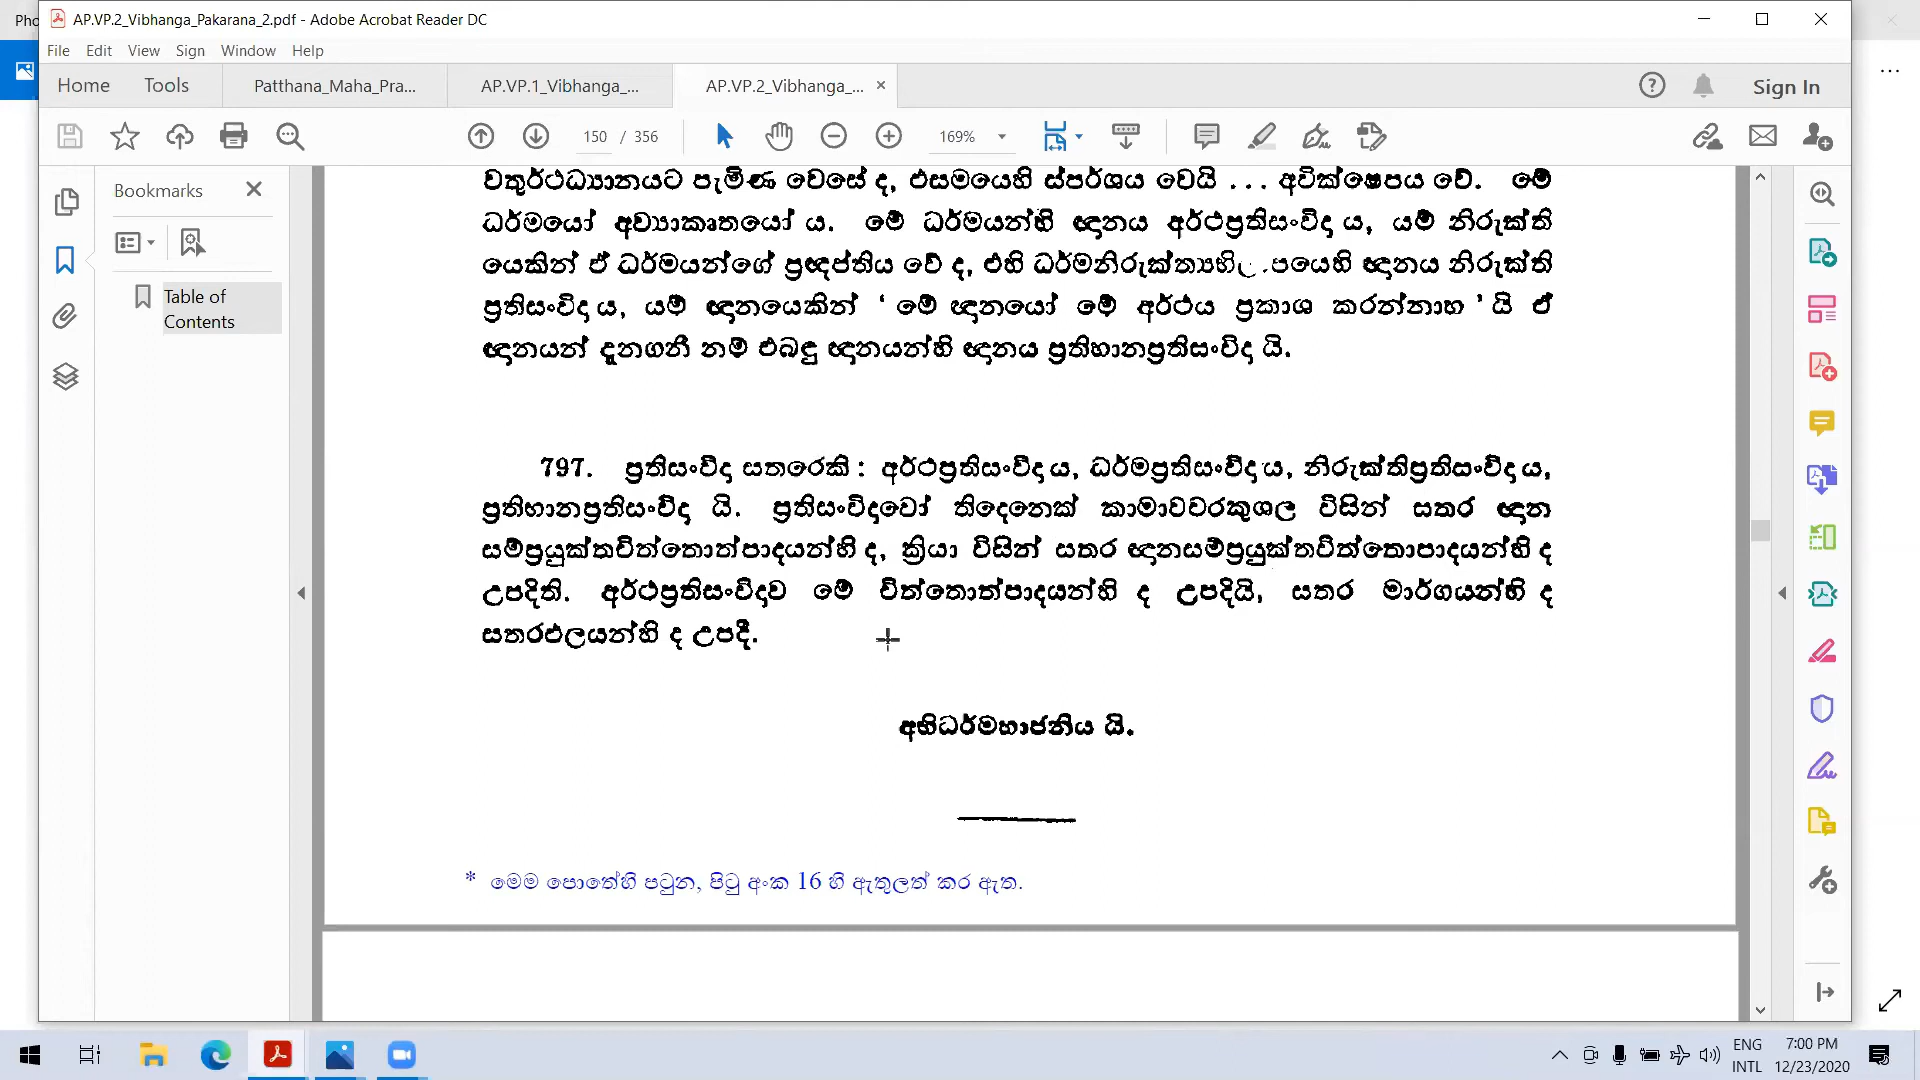 Pho
AP.VP.2_Vibhanga_Pakarana_2.pdf - Adobe Acrobat Reader DC
File Edit View Sign Window Help
Home Tools Patthana_Maha_Pra... AP.VP.1_Vibhanga_... AP.VP.2_Vibhanga_... Sign In
150 / 356 169%
Bookmarks
Table of
Contents
චතුර්ථධ්‍යානයට පැමිණ වෙසේ ද, එසමයෙහි ස්පර්ශය වෙයි ... අවික්ෂෙපය වේ. මේ
ධර්මයෝ අව්‍යාකෘතයෝ ය. මේ ධර්මයන්හි ඥානය අර්ථප්‍රතිසංවිදා ය, යම් නිරුක්ති
යෙකින් ඒ ධර්මයන්ගේ ප්‍රඥප්තිය වේ ද, එහි ඥානය නිරුක්ති
ප්‍රතිසංවිදා ය, යම් ඥානයෙකින් ‘ මේ ඥානයෝ මේ අර්ථය ප්‍රකාශ කරන්නාහ ’ යි ඒ
ඥානයන් දැනගනී නම් එබඳු ඥානයන්හි ඥානය ප්‍රතිභානප්‍රතිසංවිදා යි.
797. ප්‍රතිසංවිදා සතරෙකි : අර්ථප්‍රතිසංවිදා ය, ධර්මප්‍රතිසංවිදා ය, නිරුක්තිප්‍රතිසංවිදා ය,
ප්‍රතිභානප්‍රතිසංවිදා යි. ප්‍රතිසංවිදාවෝ තිදෙනෙක් කාමාවචරකුශල විසින් සතර ඥාන
සම්ප්‍රයුක්තචිත්තොත්පාදයන්හි ද, ක්‍රියා විසින් සතර ඥානසම්ප්‍රයුක්තචිත්තොපාදයන්හි ද
උපදිති. අර්ථප්‍රතිසංවිදාව මේ චිත්තොත්පාදයන්හි ද උපදියි, සතර මාර්ගයන්හි ද
සතරඵලයන්හි ද උපදී.
අභිධර්මභාජනිය යි.
* මෙම පොතේහි පටුන, පිටු අංක 16 හි ඇතුලත් කර ඇත.
ENG 7:00 PM
INTL 12/23/2020